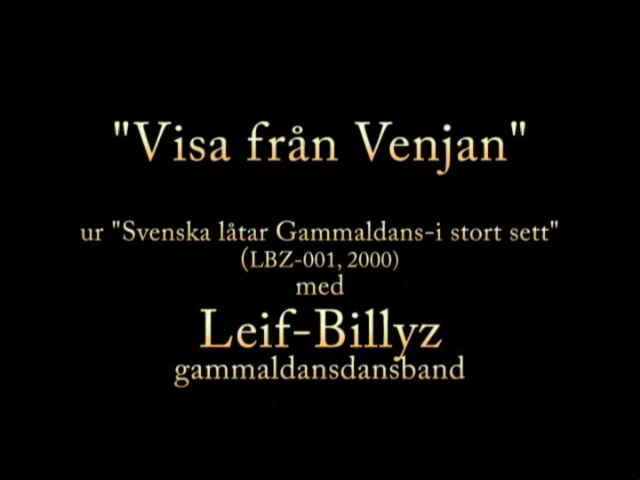 "Visa från Venjan"
ur "Svenska låtar Gammaldans-i stort sett"
(LBZ-001, 2000)
med
Leif-Billyz
gammaldansdansband